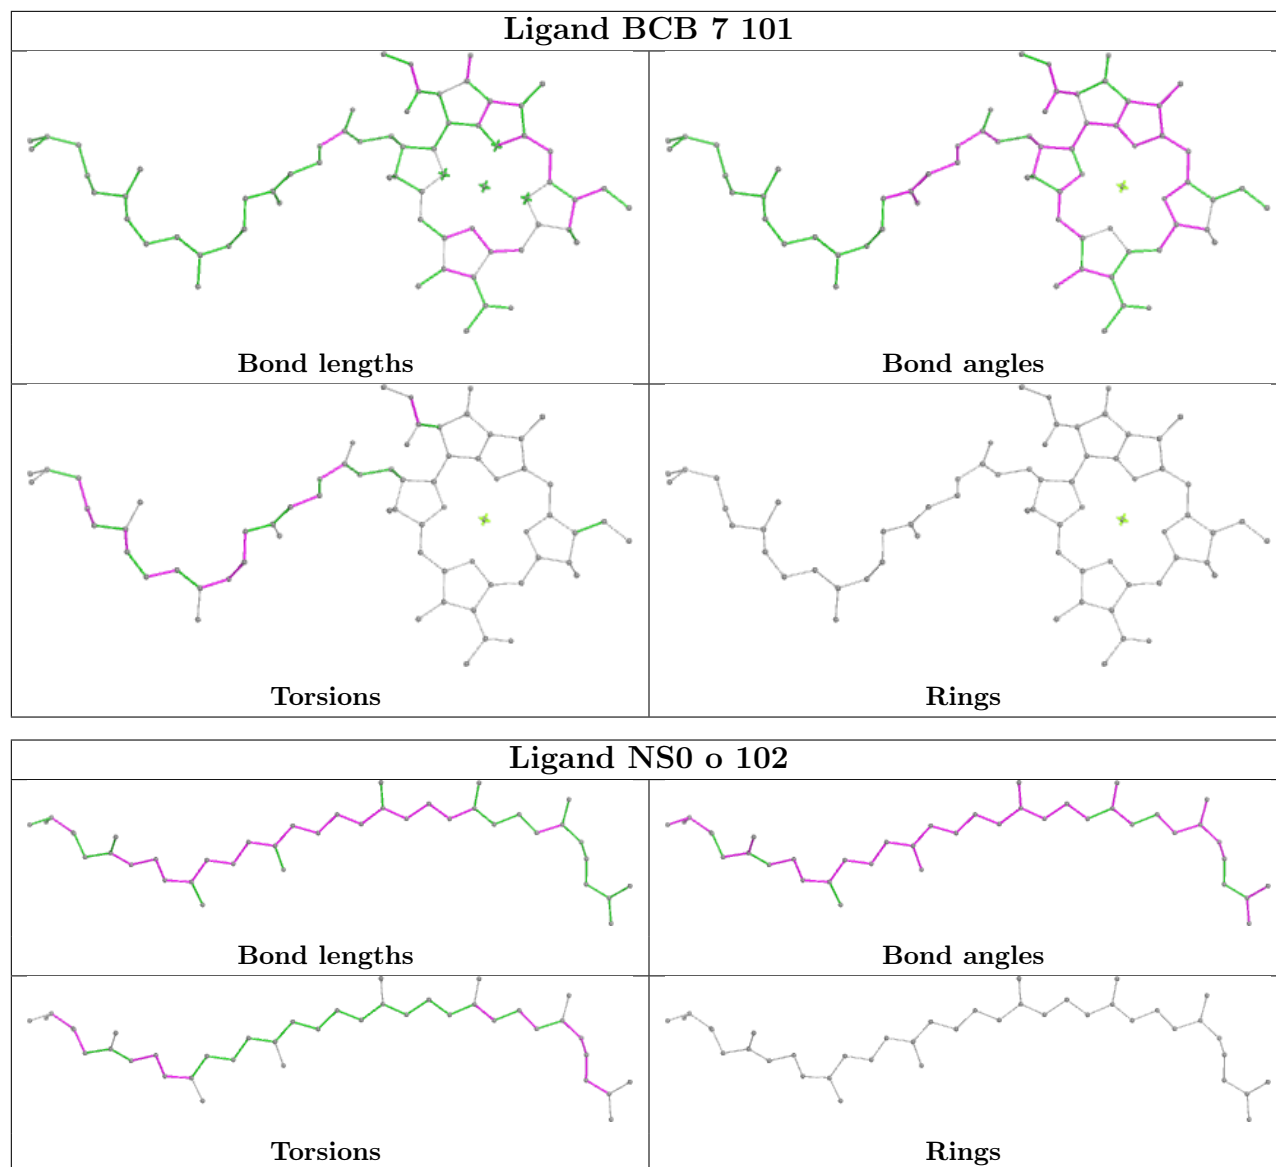 Ligand BCB 7 101
Bond lengths
Bond angles
Torsions
Rings
Ligand NS0 o 102
Bond lengths
Bond angles
Torsions
Rings